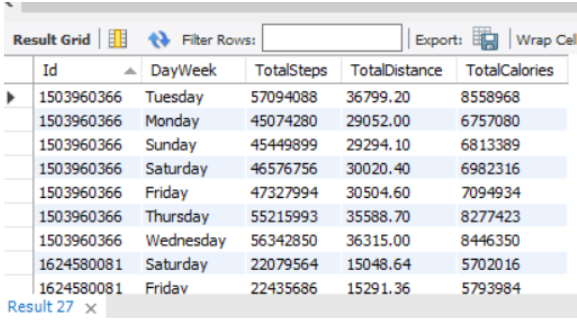 Result Grid Filter Rows: Export: Wrap Cel
Id DayWeek TotalSteps TotalDistance TotalCalories
1503960366 Tuesday 57094088 36799.20 8558968
1503960366 Monday 45074280 29052.00 6757080
1503960366 Sunday 45449899 29294.10 6813389
1503960366 Saturday 46576756 30020.40 6982316
1503960366 Friday 47327994 30504.60 7094934
1503960366 Thursday 55215993 35588.70 8277423
1503960366 Wednesday 56342850 36315.00 8446350
1624580081 Saturday 22079564 15048.64 5702016
1624580081 Friday 22435686 15291.36 5793984
Result 27